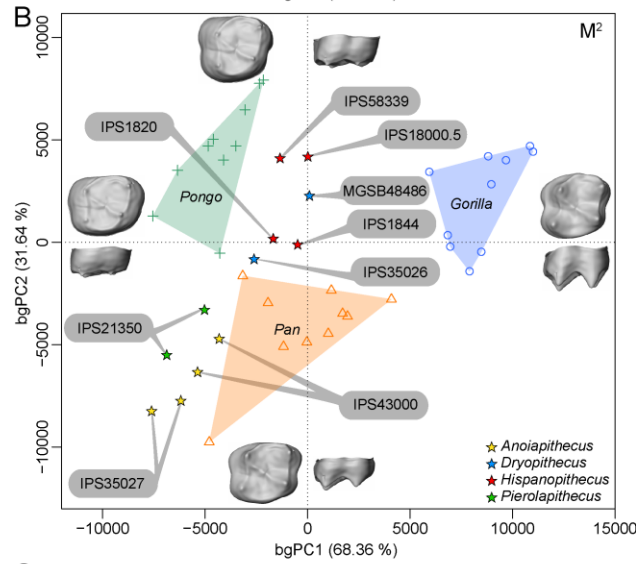 B
M²
10000
5000
0
−5000
−10000
bgPC2 (31.64 %)
IPS58339
IPS1820
IPS18000.5
Pongo
MGSB48486
Gorilla
IPS1844
IPS35026
IPS21350
Pan
IPS43000
IPS35027
Anoiapithecus
Dryopithecus
Hispanopithecus
Pierolapithecus
−10000 −5000 0 5000 10000 15000
bgPC1 (68.36 %)